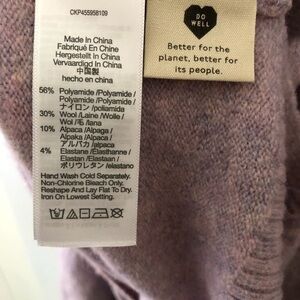 CKP455958109
Made In China
Fabriqué En Chine
Hergestellt In China
Vervaardigd In China
中国製
hecho en china
56% Polyamide /Polyamide /
Polyamide /Polyamide /
ナイロン /poliamida
30% Wool /Laine /Wolle /
Wol /毛 /lana
10% Alpaca /Alpaga /
Alpaka /Alpaca /
アルパカ /alpaca
4% Elastane /Elasthanne /
Elastan /Elastaan /
ポリウレタン /elastano
Hand Wash Cold Separately.
Non-Chlorine Bleach Only.
Reshape And Lay Flat To Dry.
Iron On Lowest Setting.
DO
WELL
Better for the
planet, better for
its people.